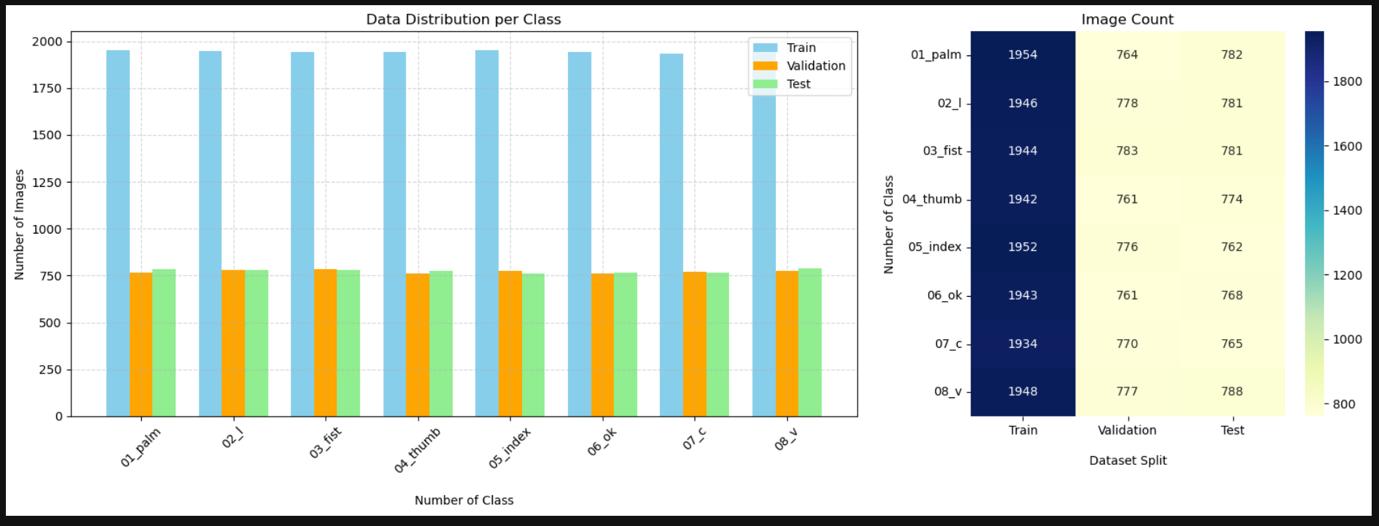 Data Distribution per Class
Train
Validation
Test
Number of Images
2000
1750
1500
1250
1000
750
500
250
0
01_palm
02_l
03_fist
04_thumb
05_index
06_ok
07_c
08_v
Number of Class
Image Count
Number of Class
01_palm 1954 764 782
02_l 1946 778 781
03_fist 1944 783 781
04_thumb 1942 761 774
05_index 1952 776 762
06_ok 1943 761 768
07_c 1934 770 765
08_v 1948 777 788
Train Validation Test
Dataset Split
1800
1600
1400
1200
1000
800